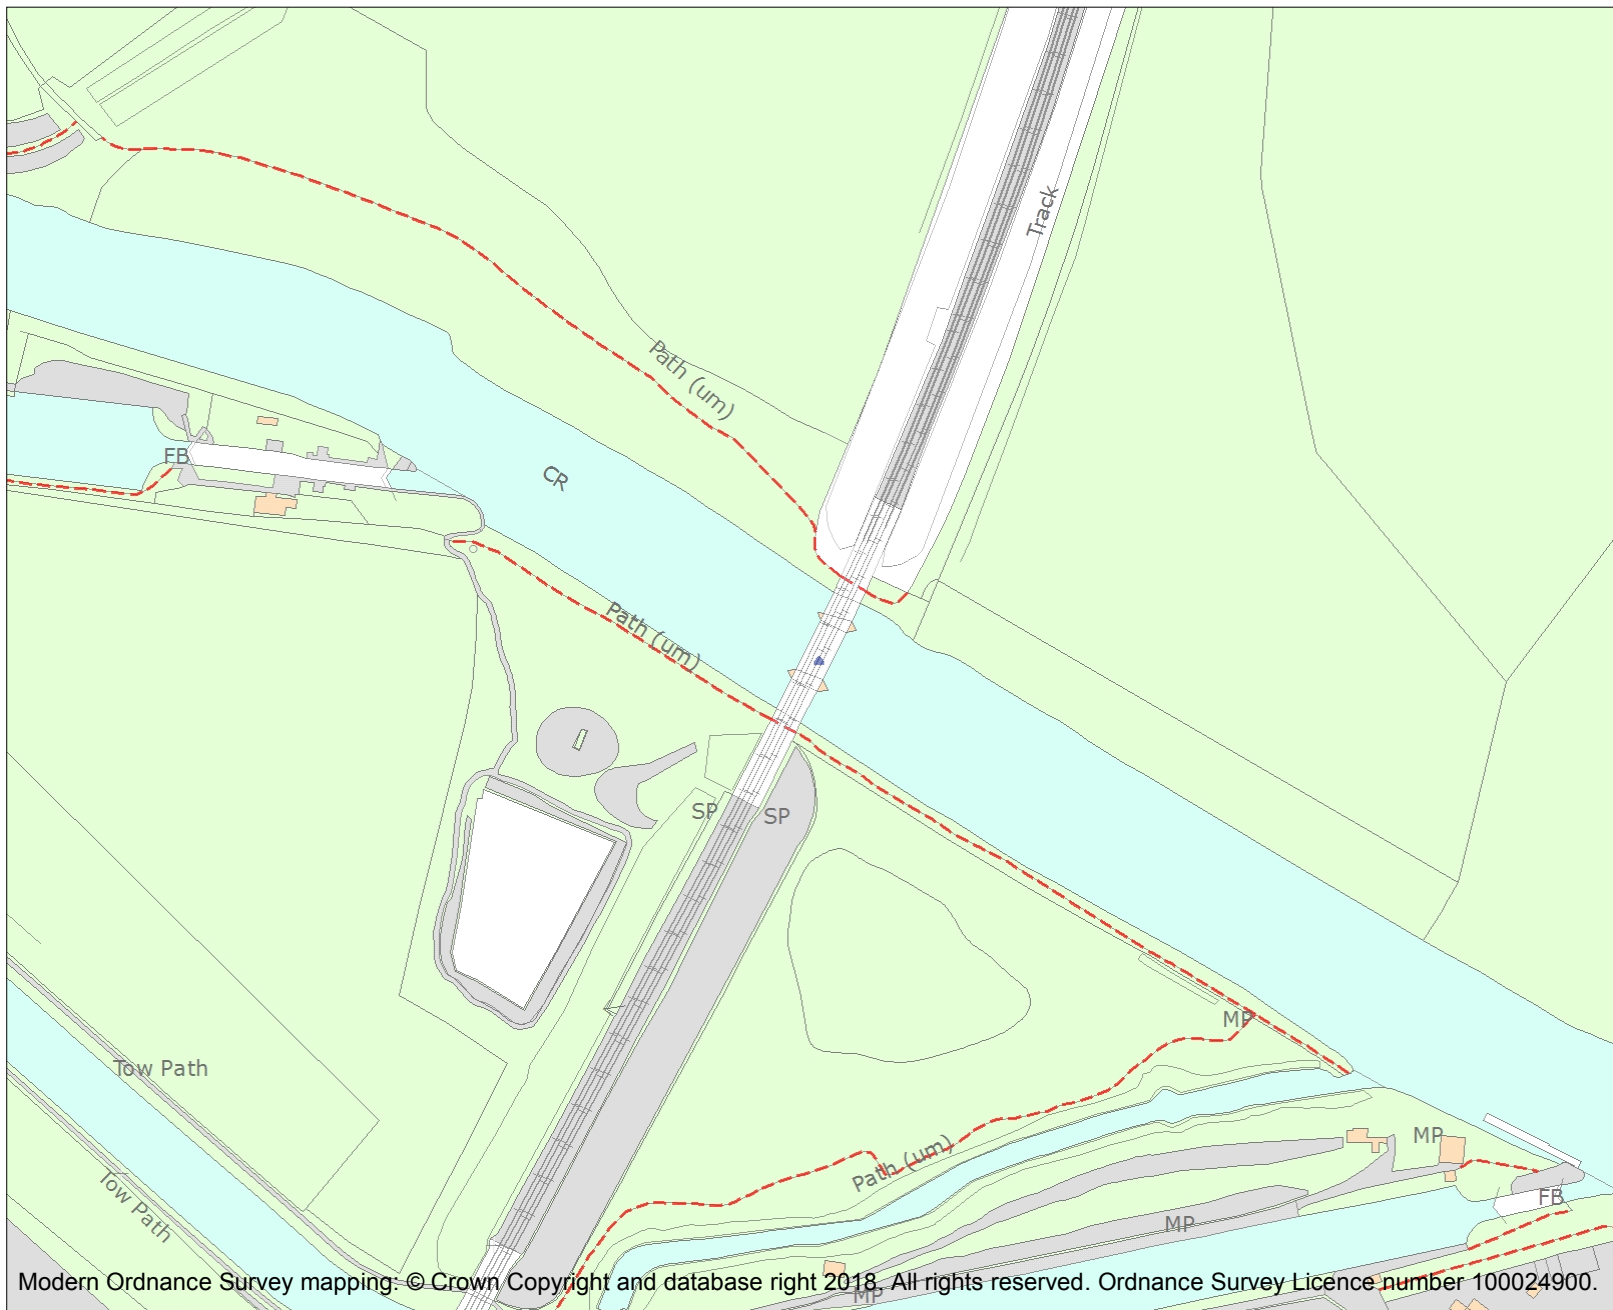 Track
Path (um)
FB
CR
Path (um)
SP
SP
MP
Tow Path
Path (um)
MP
Tow Path
FB
MP
Modern Ordnance Survey mapping: © Crown Copyright and database right 2018. All rights reserved. Ordnance Survey Licence number 100024900.
MP